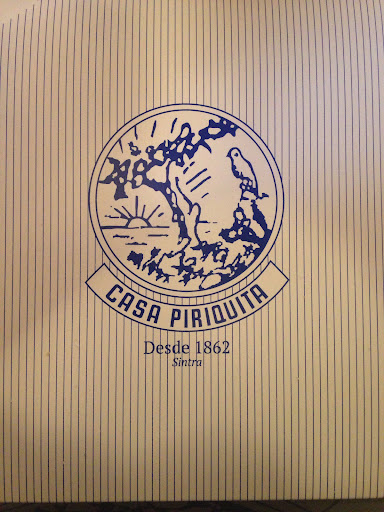 CASA PIRIQUITA
Desde 1862
Sintra